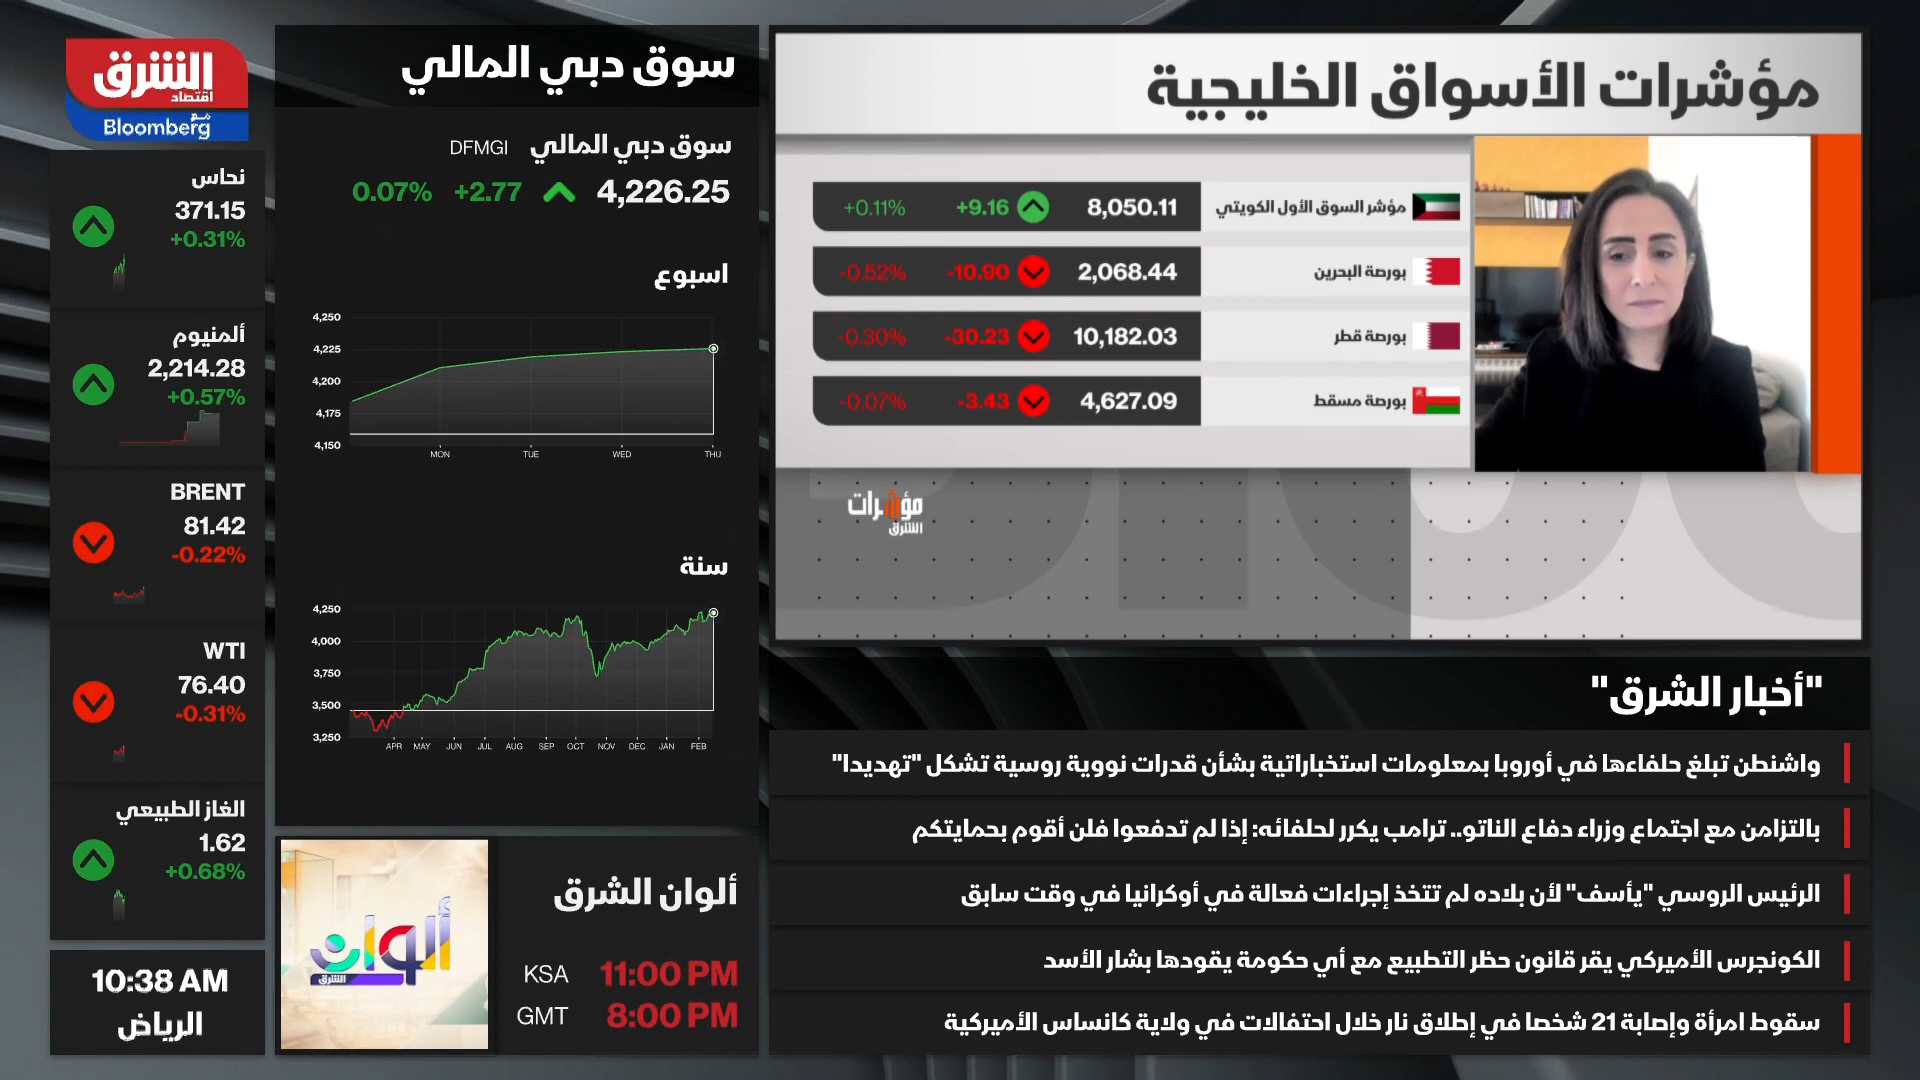 الشرق
اقتصاد
مع
Bloomberg
نحاس
371.15
+0.31%
ألمنيوم
2,214.28
+0.57%
BRENT
81.42
-0.22%
WTI
76.40
-0.31%
الغاز الطبيعي
1.62
+0.68%
10:38 AM
الرياض
سوق دبي المالي
سوق دبي المالي DFMGI
4,226.25 +2.77 0.07%
اسبوع
4,250
4,225
4,200
4,175
4,150
MON TUE WED THU
سنة
4,250
4,000
3,750
3,500
3,250
APR MAY JUN JUL AUG SEP OCT NOV DEC JAN FEB
ألوان
الشرق
ألوان الشرق
KSA 11:00 PM
GMT 8:00 PM
مؤشرات الأسواق الخليجية
مؤشر السوق الأول الكويتي 8,050.11 +9.16 +0.11%
بورصة البحرين 2,068.44 -10.90 -0.52%
بورصة قطر 10,182.03 -30.23 -0.30%
بورصة مسقط 4,627.09 -3.43 -0.07%
مؤشرات
الشرق
"أخبار الشرق"
واشنطن تبلغ حلفاءها في أوروبا بمعلومات استخباراتية بشأن قدرات نووية روسية تشكل "تهديدا"
بالتزامن مع اجتماع وزراء دفاع الناتو.. ترامب يكرر لحلفائه: إذا لم تدفعوا فلن أقوم بحمايتكم
الرئيس الروسي "يأسف" لأن بلاده لم تتخذ إجراءات فعالة في أوكرانيا في وقت سابق
الكونجرس الأميركي يقر قانون حظر التطبيع مع أي حكومة يقودها بشار الأسد
سقوط امرأة وإصابة 21 شخصا في إطلاق نار خلال احتفالات في ولاية كانساس الأميركية